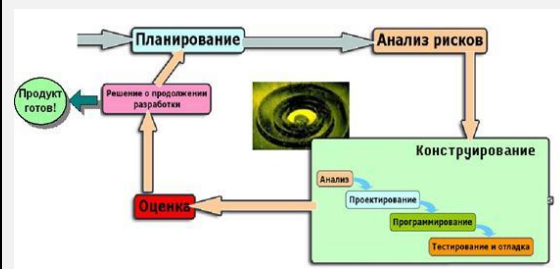 Планирование
Анализ рисков
Продукт
готов!
Решение о продолжении
разработки
Конструирование
Анализ
Проектирование
Программирование
Тестирование и отладка
Оценка